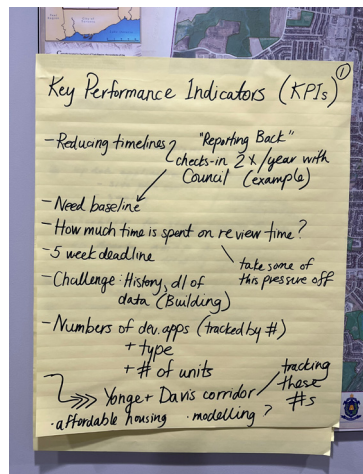 Key Performance Indicators (KPIs) 1
- Reducing timelines
"Reporting Back"
checks-in 2x/year with
Council (example)
- Need baseline
- How much time is spent on review time?
take some of
this pressure off
- 5 week deadline
- Challenge: History, dl of
data (Building)
- Numbers of dev. apps (tracked by #)
+ type
+ # of units
tracking
these
#s
Yonge + Davis corridor
· affordable housing · modelling ?